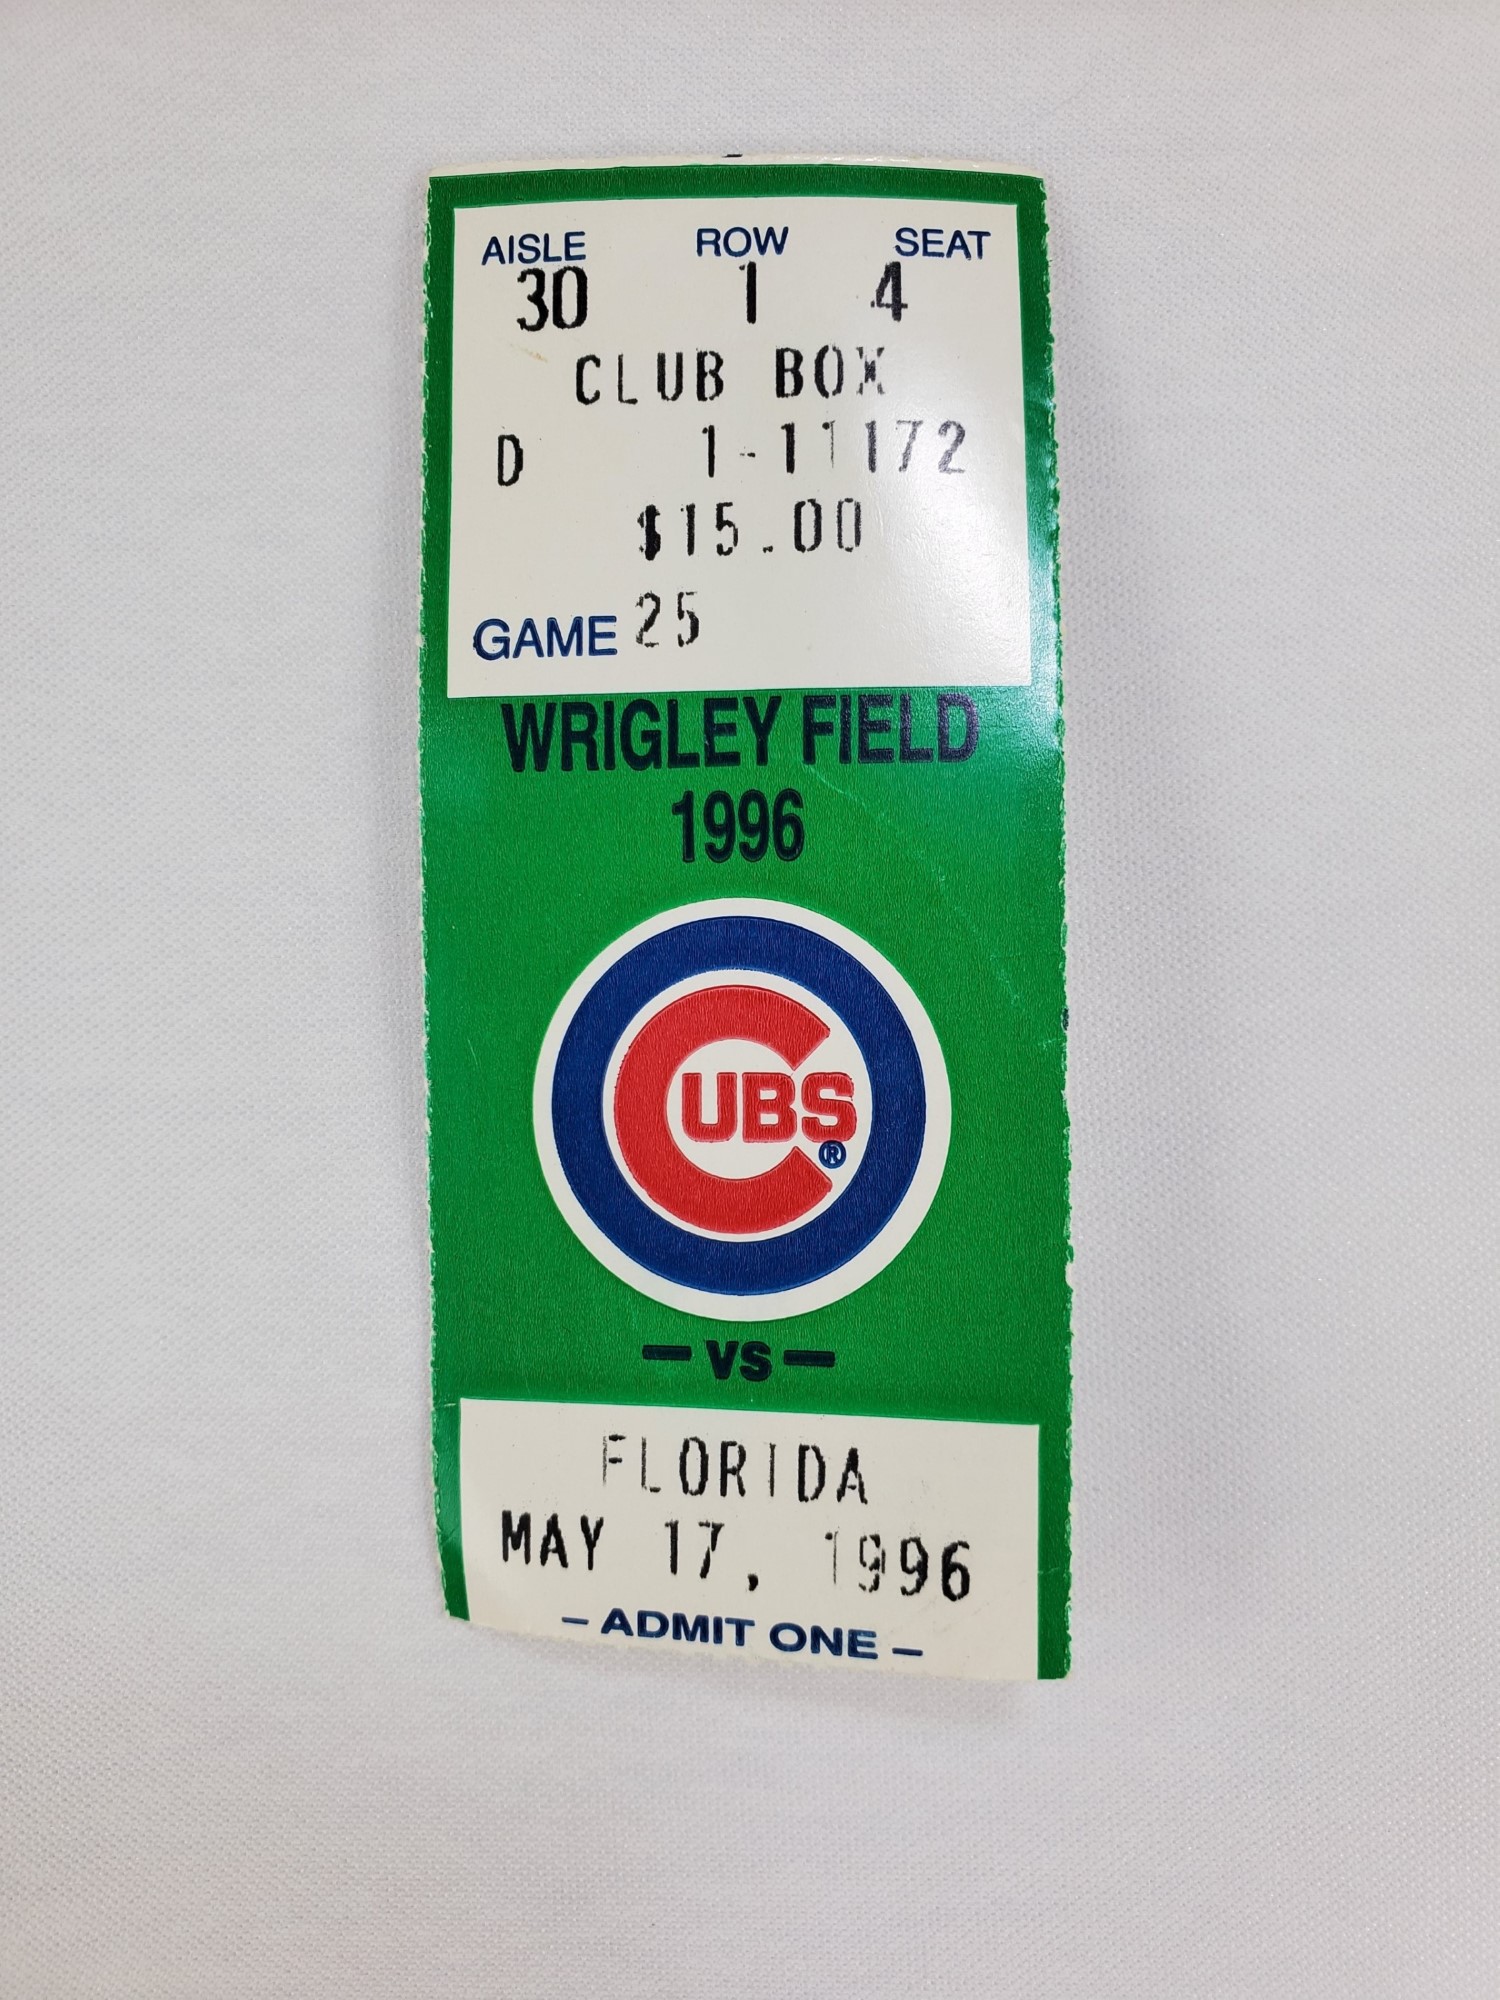 AISLE ROW SEAT
30 1 4
CLUB BOX
D 1-11172
$15.00
GAME 25
WRIGLEY FIELD
1996
CUBS®
— VS —
FLORIDA
MAY 17, 1996
– ADMIT ONE –